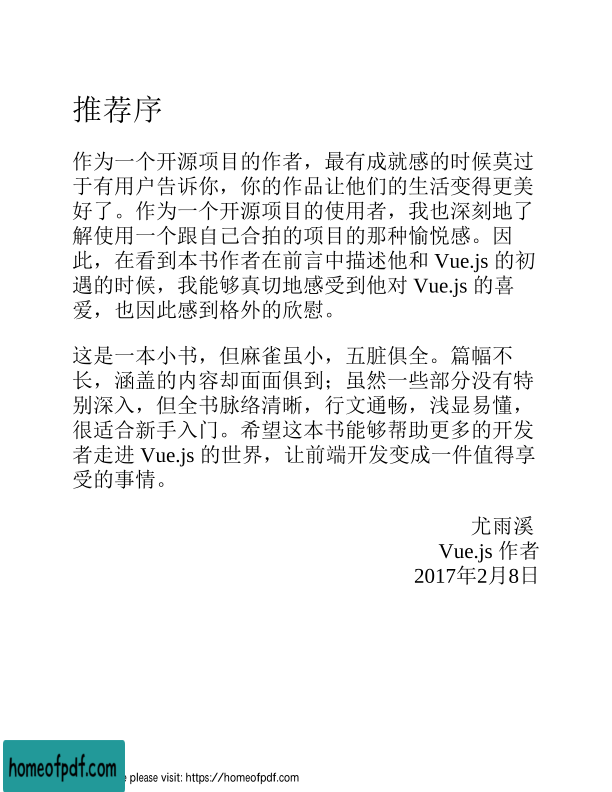 推荐序
作为一个开源项目的作者，最有成就感的时候莫过
于有用户告诉你，你的作品让他们的生活变得更美
好了。作为一个开源项目的使用者，我也深刻地了
解使用一个跟自己合拍的项目的那种愉悦感。因
此，在看到本书作者在前言中描述他和 Vue.js 的初
遇的时候，我能够真切地感受到他对 Vue.js 的喜
爱，也因此感到格外的欣慰。
这是一本小书，但麻雀虽小，五脏俱全。篇幅不
长，涵盖的内容却面面俱到；虽然一些部分没有特
别深入，但全书脉络清晰，行文通畅，浅显易懂，
很适合新手入门。希望这本书能够帮助更多的开发
者走进 Vue.js 的世界，让前端开发变成一件值得享
受的事情。
尤雨溪
Vue.js 作者
2017年2月8日
homeofpdf.com
please visit: https://homeofpdf.com